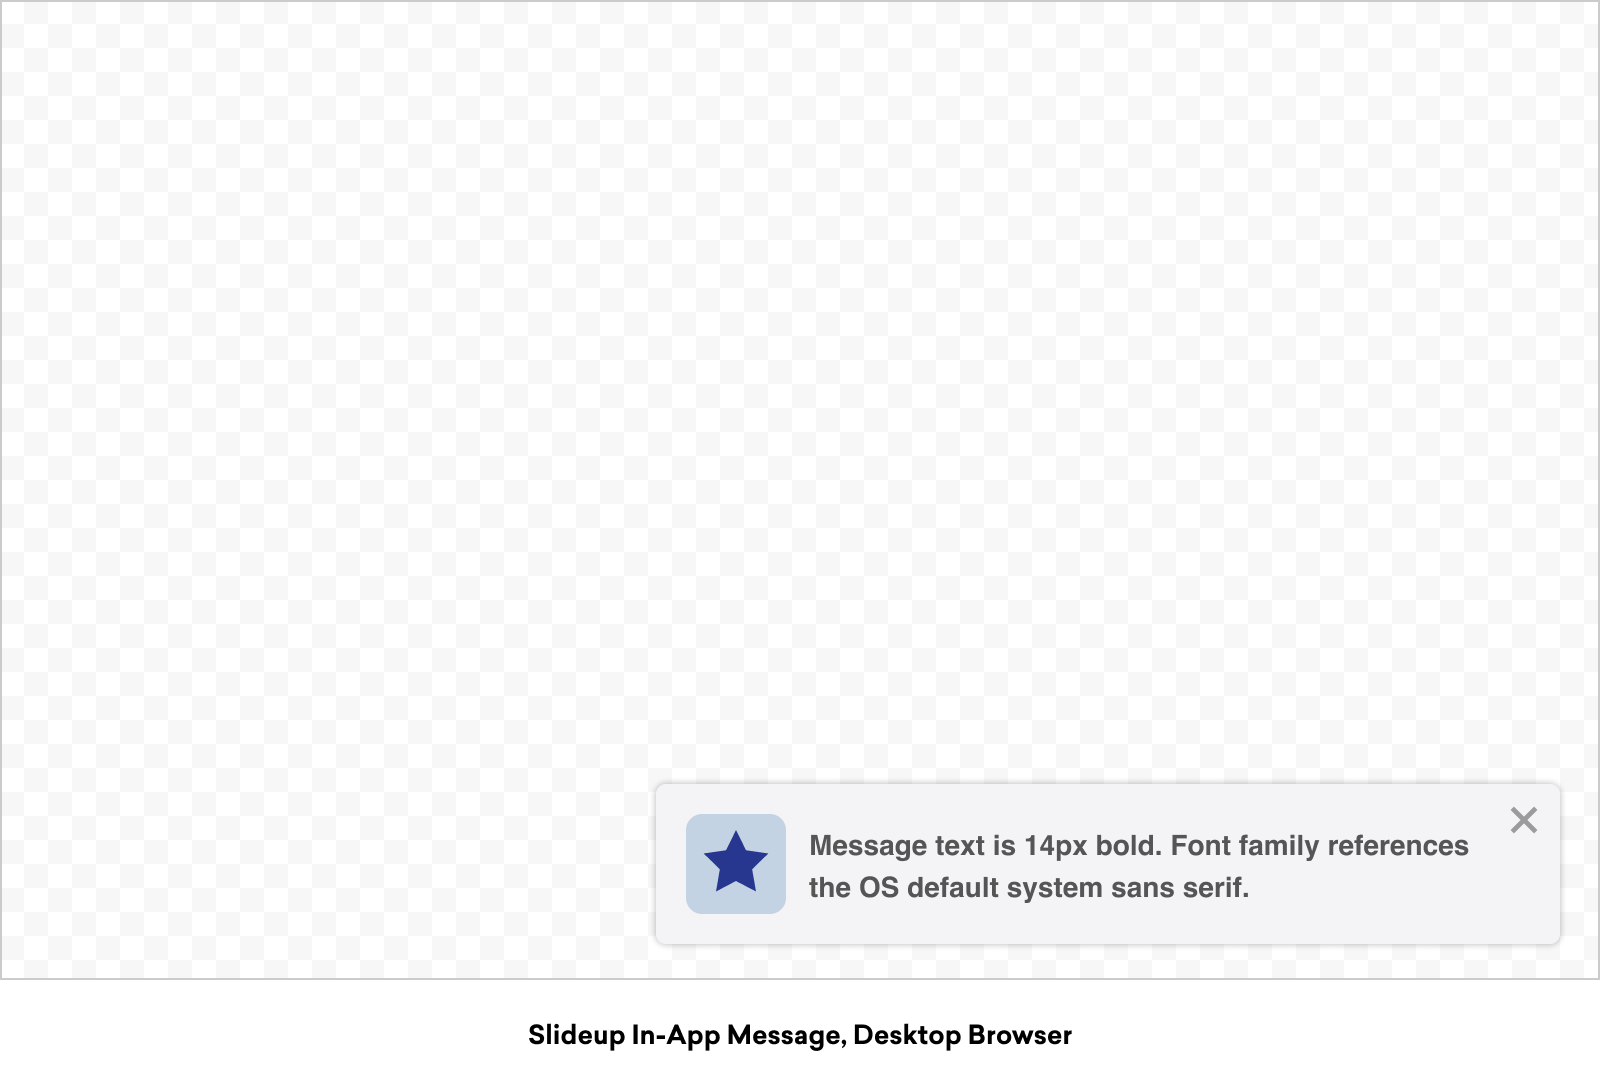 Message text is 14px bold. Font family references
the OS default system sans serif.
Slideup In-App Message, Desktop Browser